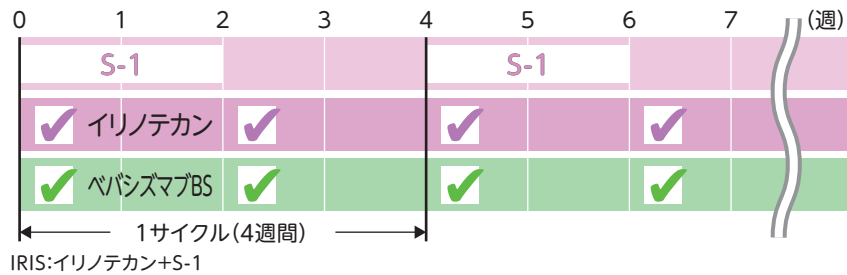 0 1 2 3 4 5 6 7 (週)
S-1 S-1
イリノテカン
ベバシズマブBS
1サイクル(4週間)
IRIS:イリノテカン+S-1